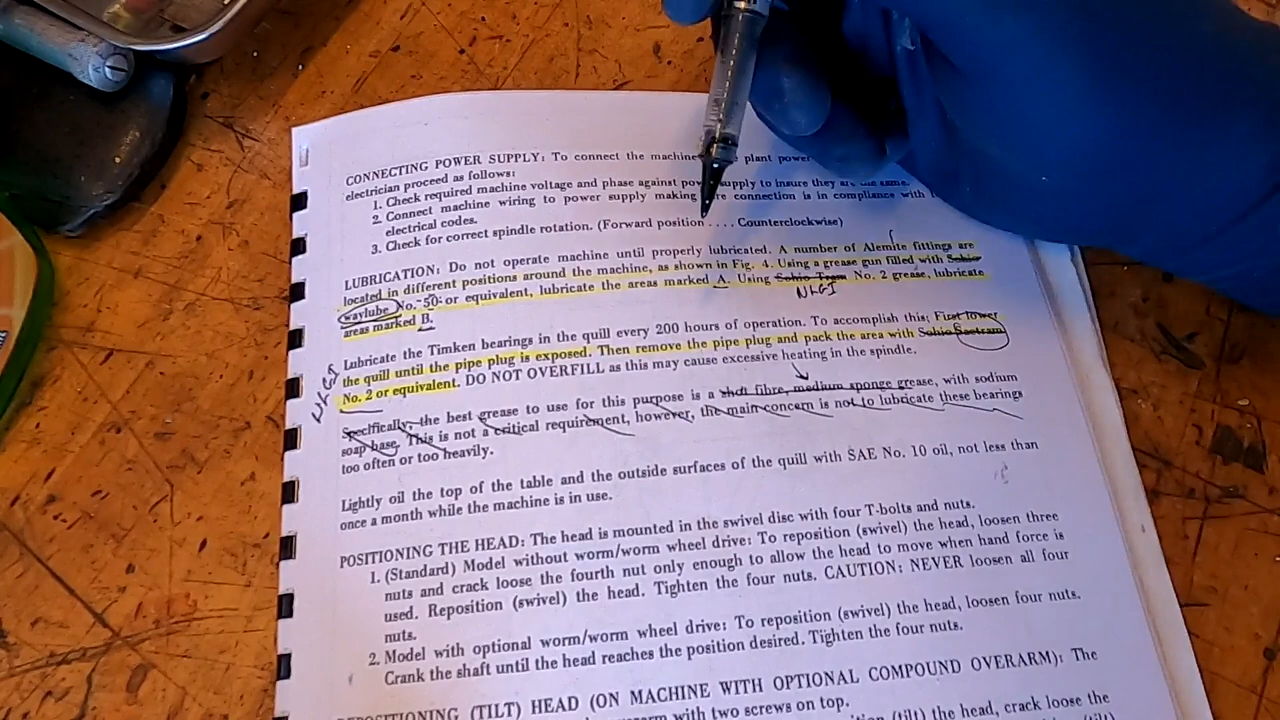 CONNECTING POWER SUPPLY: To connect the machine plant power
electrician proceed as follows:
1. Check required machine voltage and phase against power supply to insure they are the same.
2. Connect machine wiring to power supply making connection is in compliance with
electrical codes.
3. Check for correct spindle rotation. (Forward position . . . . Counterclockwise)
LUBRICATION: Do not operate machine until properly lubricated. A number of Alemite fittings are
located in different positions around the machine, as shown in Fig. 4. Using a grease gun filled with Sohio
waylube No. 50 or equivalent, lubricate the areas marked A. Using Sohio Tram No. 2 grease, lubricate
NLGI
areas marked B.
Lubricate the Timken bearings in the quill every 200 hours of operation. To accomplish this; First lower
the quill until the pipe plug is exposed. Then remove the pipe plug and pack the area with Sohio
NLGI
No. 2 or equivalent. DO NOT OVERFILL as this may cause excessive heating in the spindle.
Specifically, the best grease to use for this purpose is a shot fibre, medium sponge grease, with sodium
soap base. This is not a critical requirement, however, the main concern is not to lubricate these bearings
too often or too heavily.
Lightly oil the top of the table and the outside surfaces of the quill with SAE No. 10 oil, not less than
once a month while the machine is in use.
POSITIONING THE HEAD: The head is mounted in the swivel disc with four T-bolts and nuts.
1. (Standard) Model without worm/worm wheel drive: To reposition (swivel) the head, loosen three
nuts and crack loose the fourth nut only enough to allow the head to move when hand force is
used. Reposition (swivel) the head. Tighten the four nuts. CAUTION: NEVER loosen all four
nuts.
2. Model with optional worm/worm wheel drive: To reposition (swivel) the head, loosen four nuts.
Crank the shaft until the head reaches the position desired. Tighten the four nuts.
(TILT) HEAD (ON MACHINE WITH OPTIONAL COMPOUND OVERARM): The
with two screws on top.
(tilt) the head, crack loose the